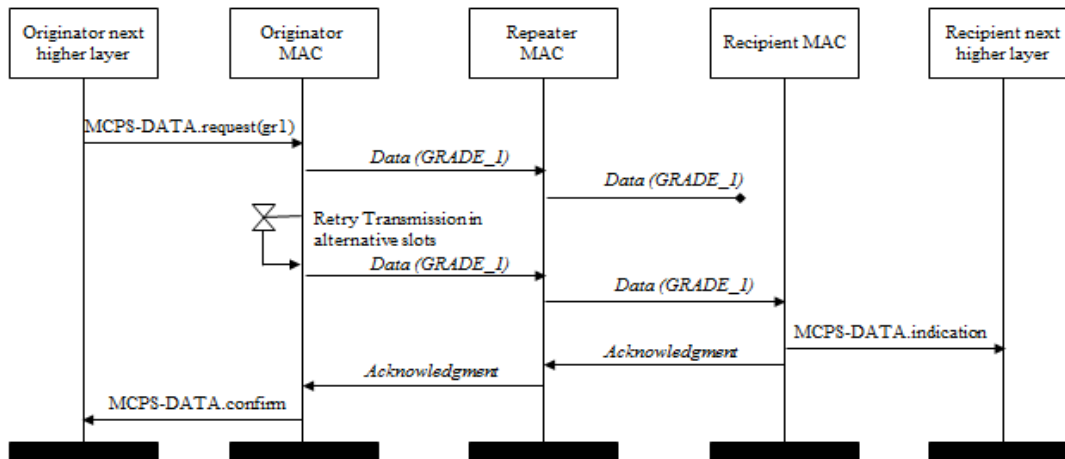 Originator next
higher layer
Originator
MAC
Repeater
MAC
Recipient MAC
Recipient next
higher layer
MCPS-DATA.request(gr1)
Data (GRADE_1)
Data (GRADE_1)
Retry Transmission in
alternative slots
Data (GRADE_1)
Data (GRADE_1)
MCPS-DATA.indication
Acknowledgment
Acknowledgment
MCPS-DATA.confirm